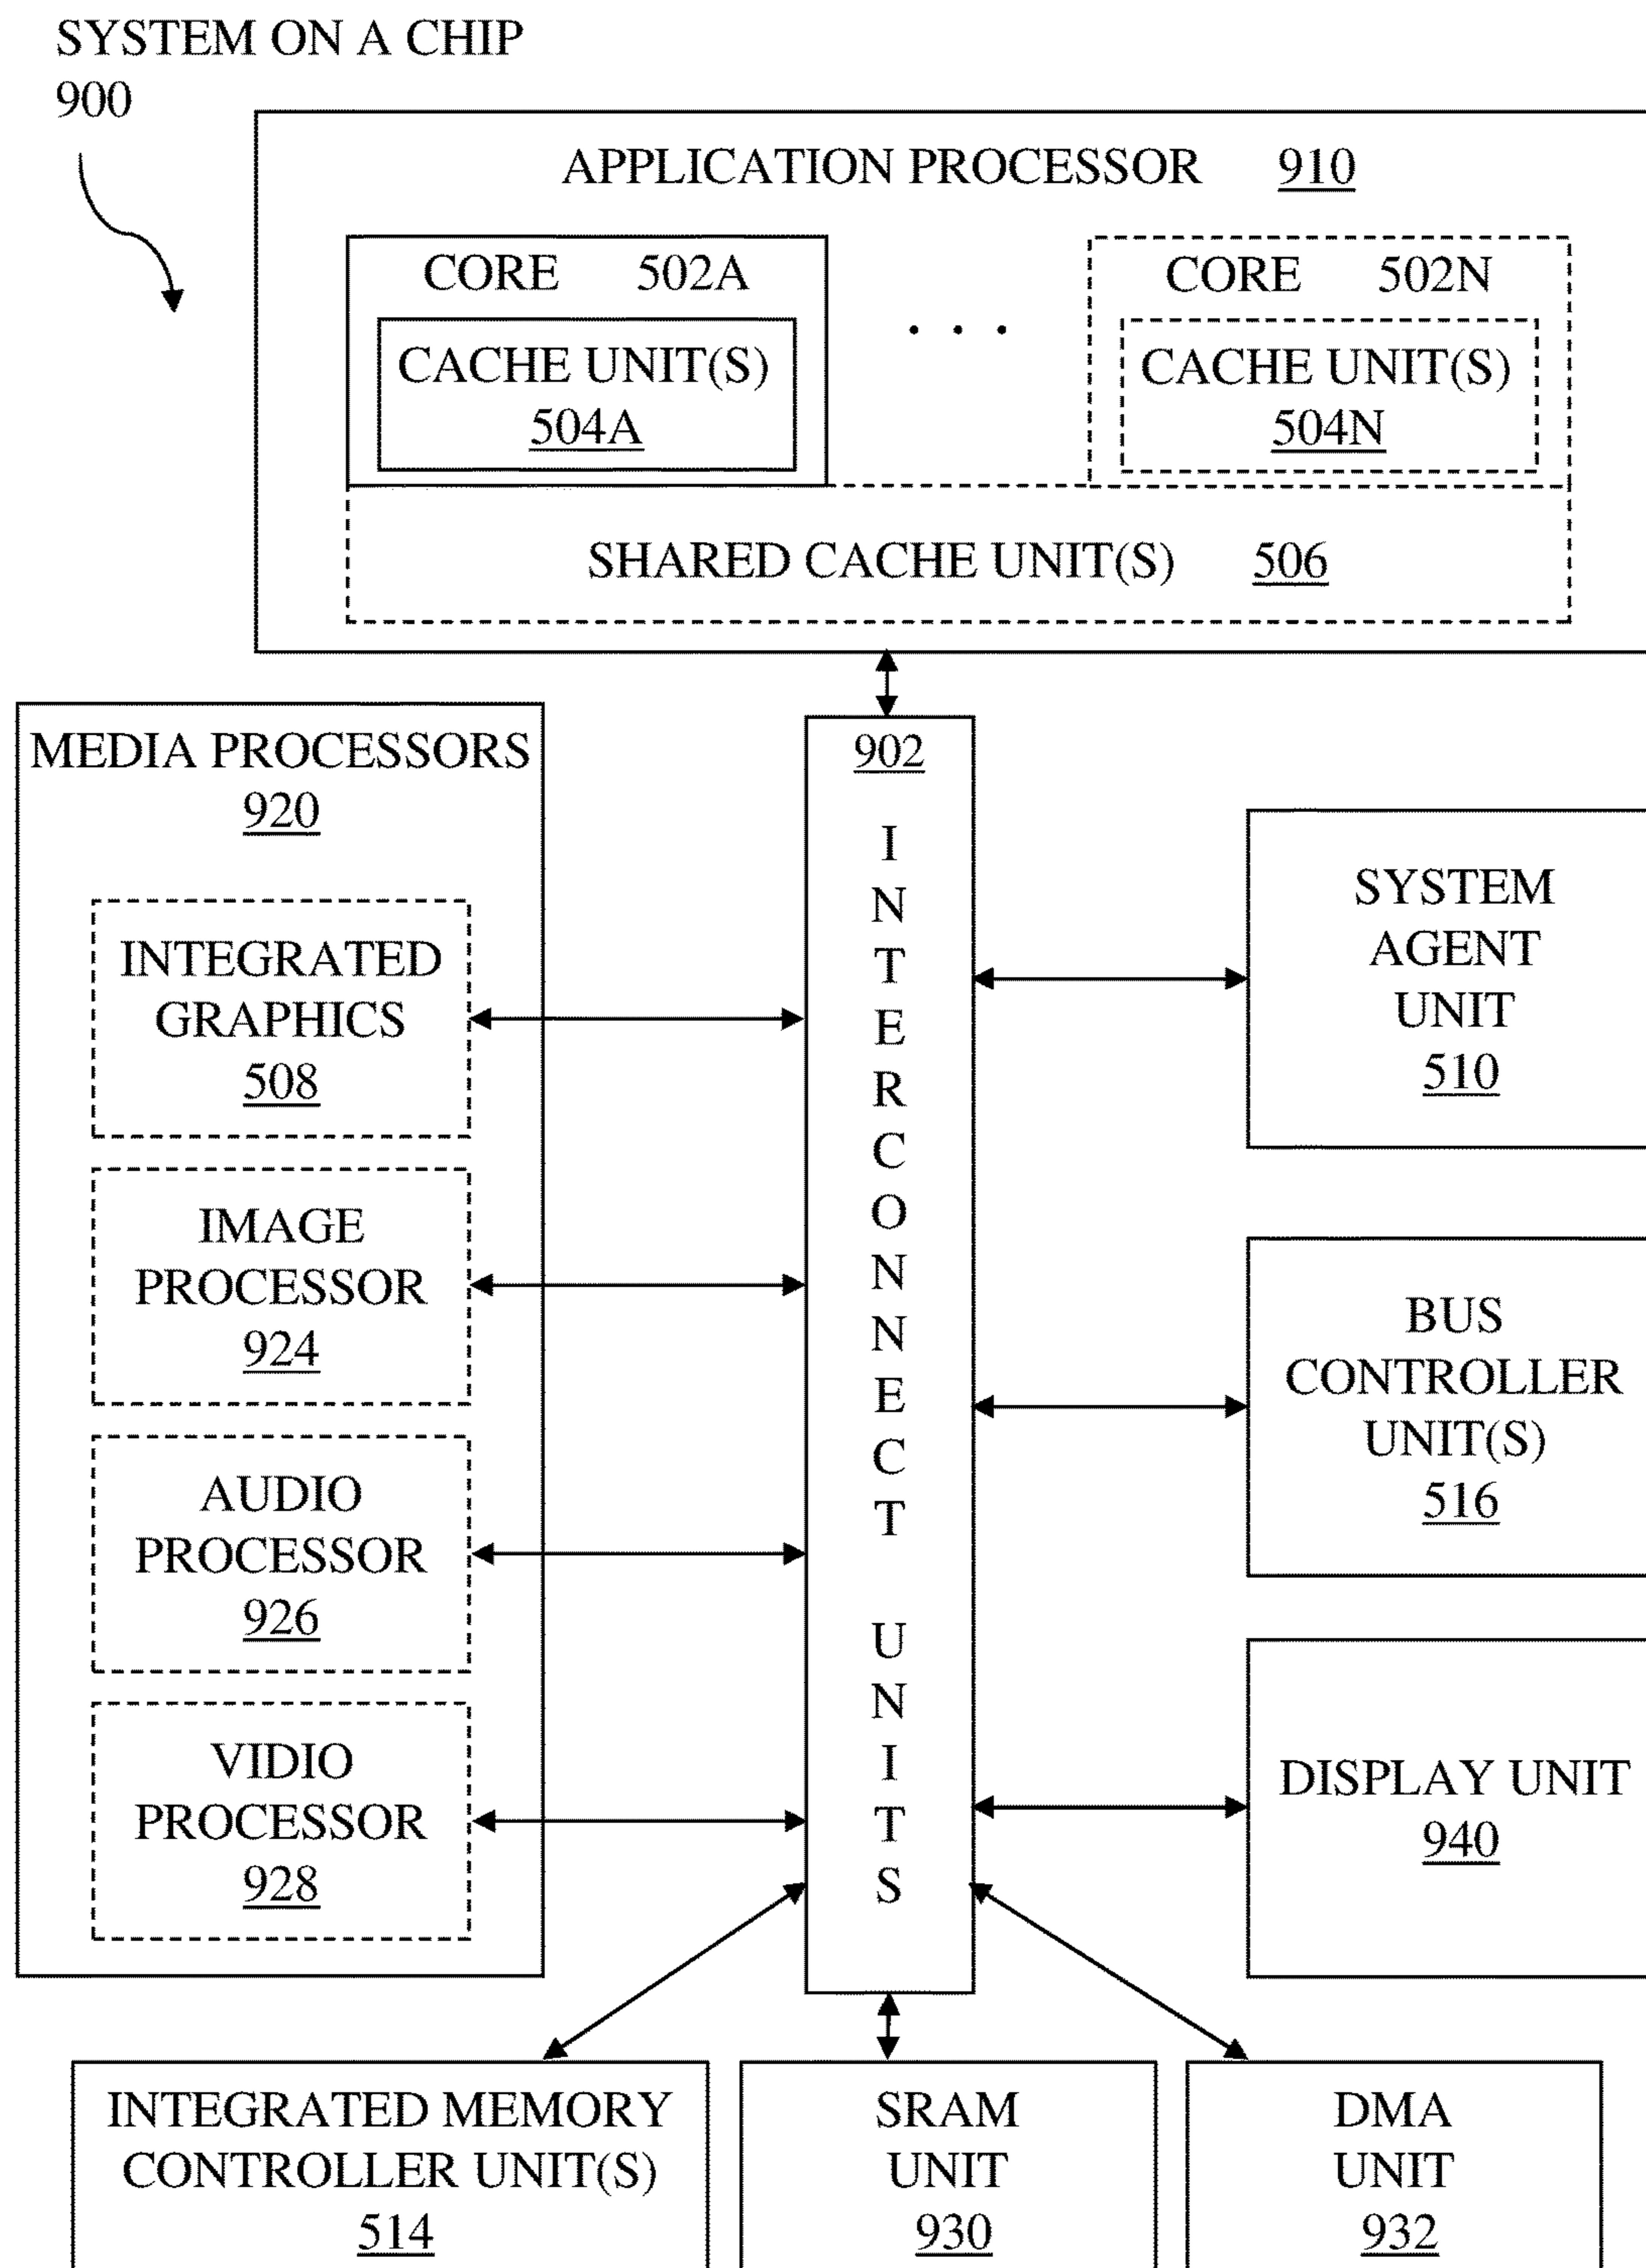 SYSTEM ON A CHIP
900
APPLICATION PROCESSOR 910
CORE 502A
CACHE UNIT(S)
504A
. . .
CORE 502N
CACHE UNIT(S)
504N
SHARED CACHE UNIT(S) 506
MEDIA PROCESSORS
920
INTEGRATED
GRAPHICS
508
IMAGE
PROCESSOR
924
AUDIO
PROCESSOR
926
VIDIO
PROCESSOR
928
902
INTERCONNECT UNITS
SYSTEM
AGENT
UNIT
510
BUS
CONTROLLER
UNIT(S)
516
DISPLAY UNIT
940
INTEGRATED MEMORY
CONTROLLER UNIT(S)
514
SRAM
UNIT
930
DMA
UNIT
932